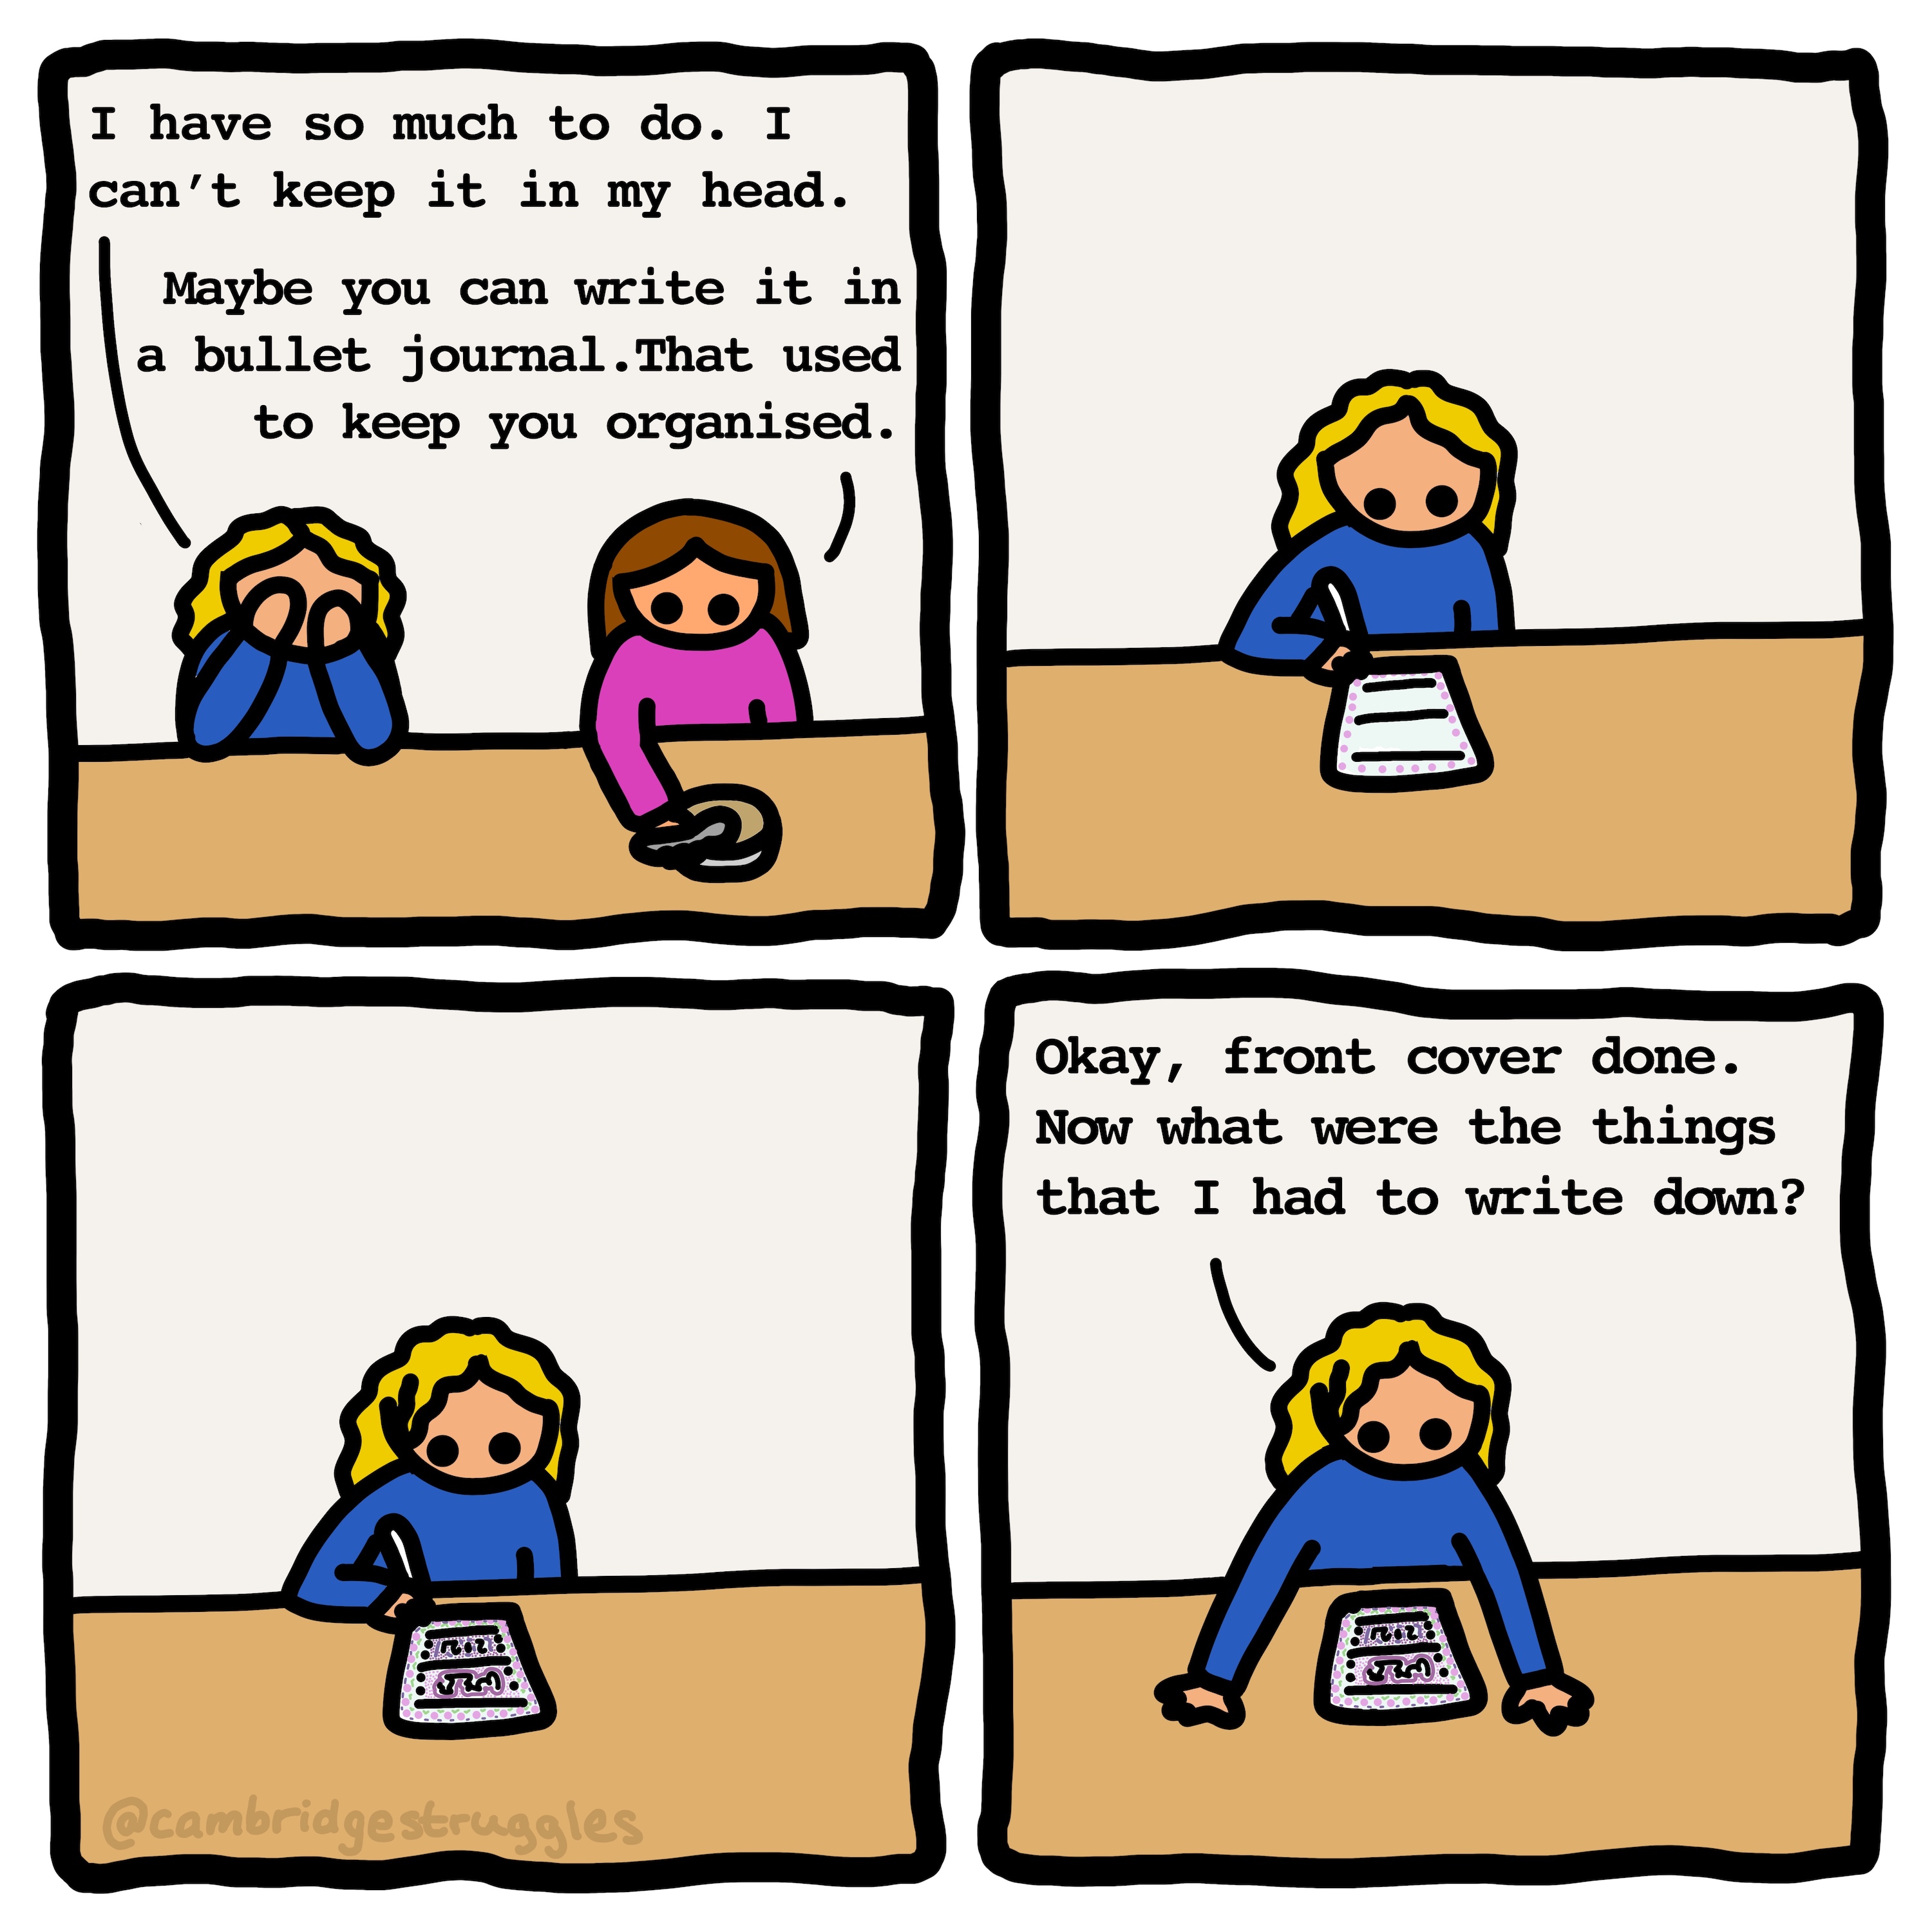 I have so much to do. I
can't keep it in my head.
Maybe you can write it in
a bullet journal.That used
to keep you organised.
Okay, front cover done.
Now what were the things
that I had to write down?
@cambridgestruggles